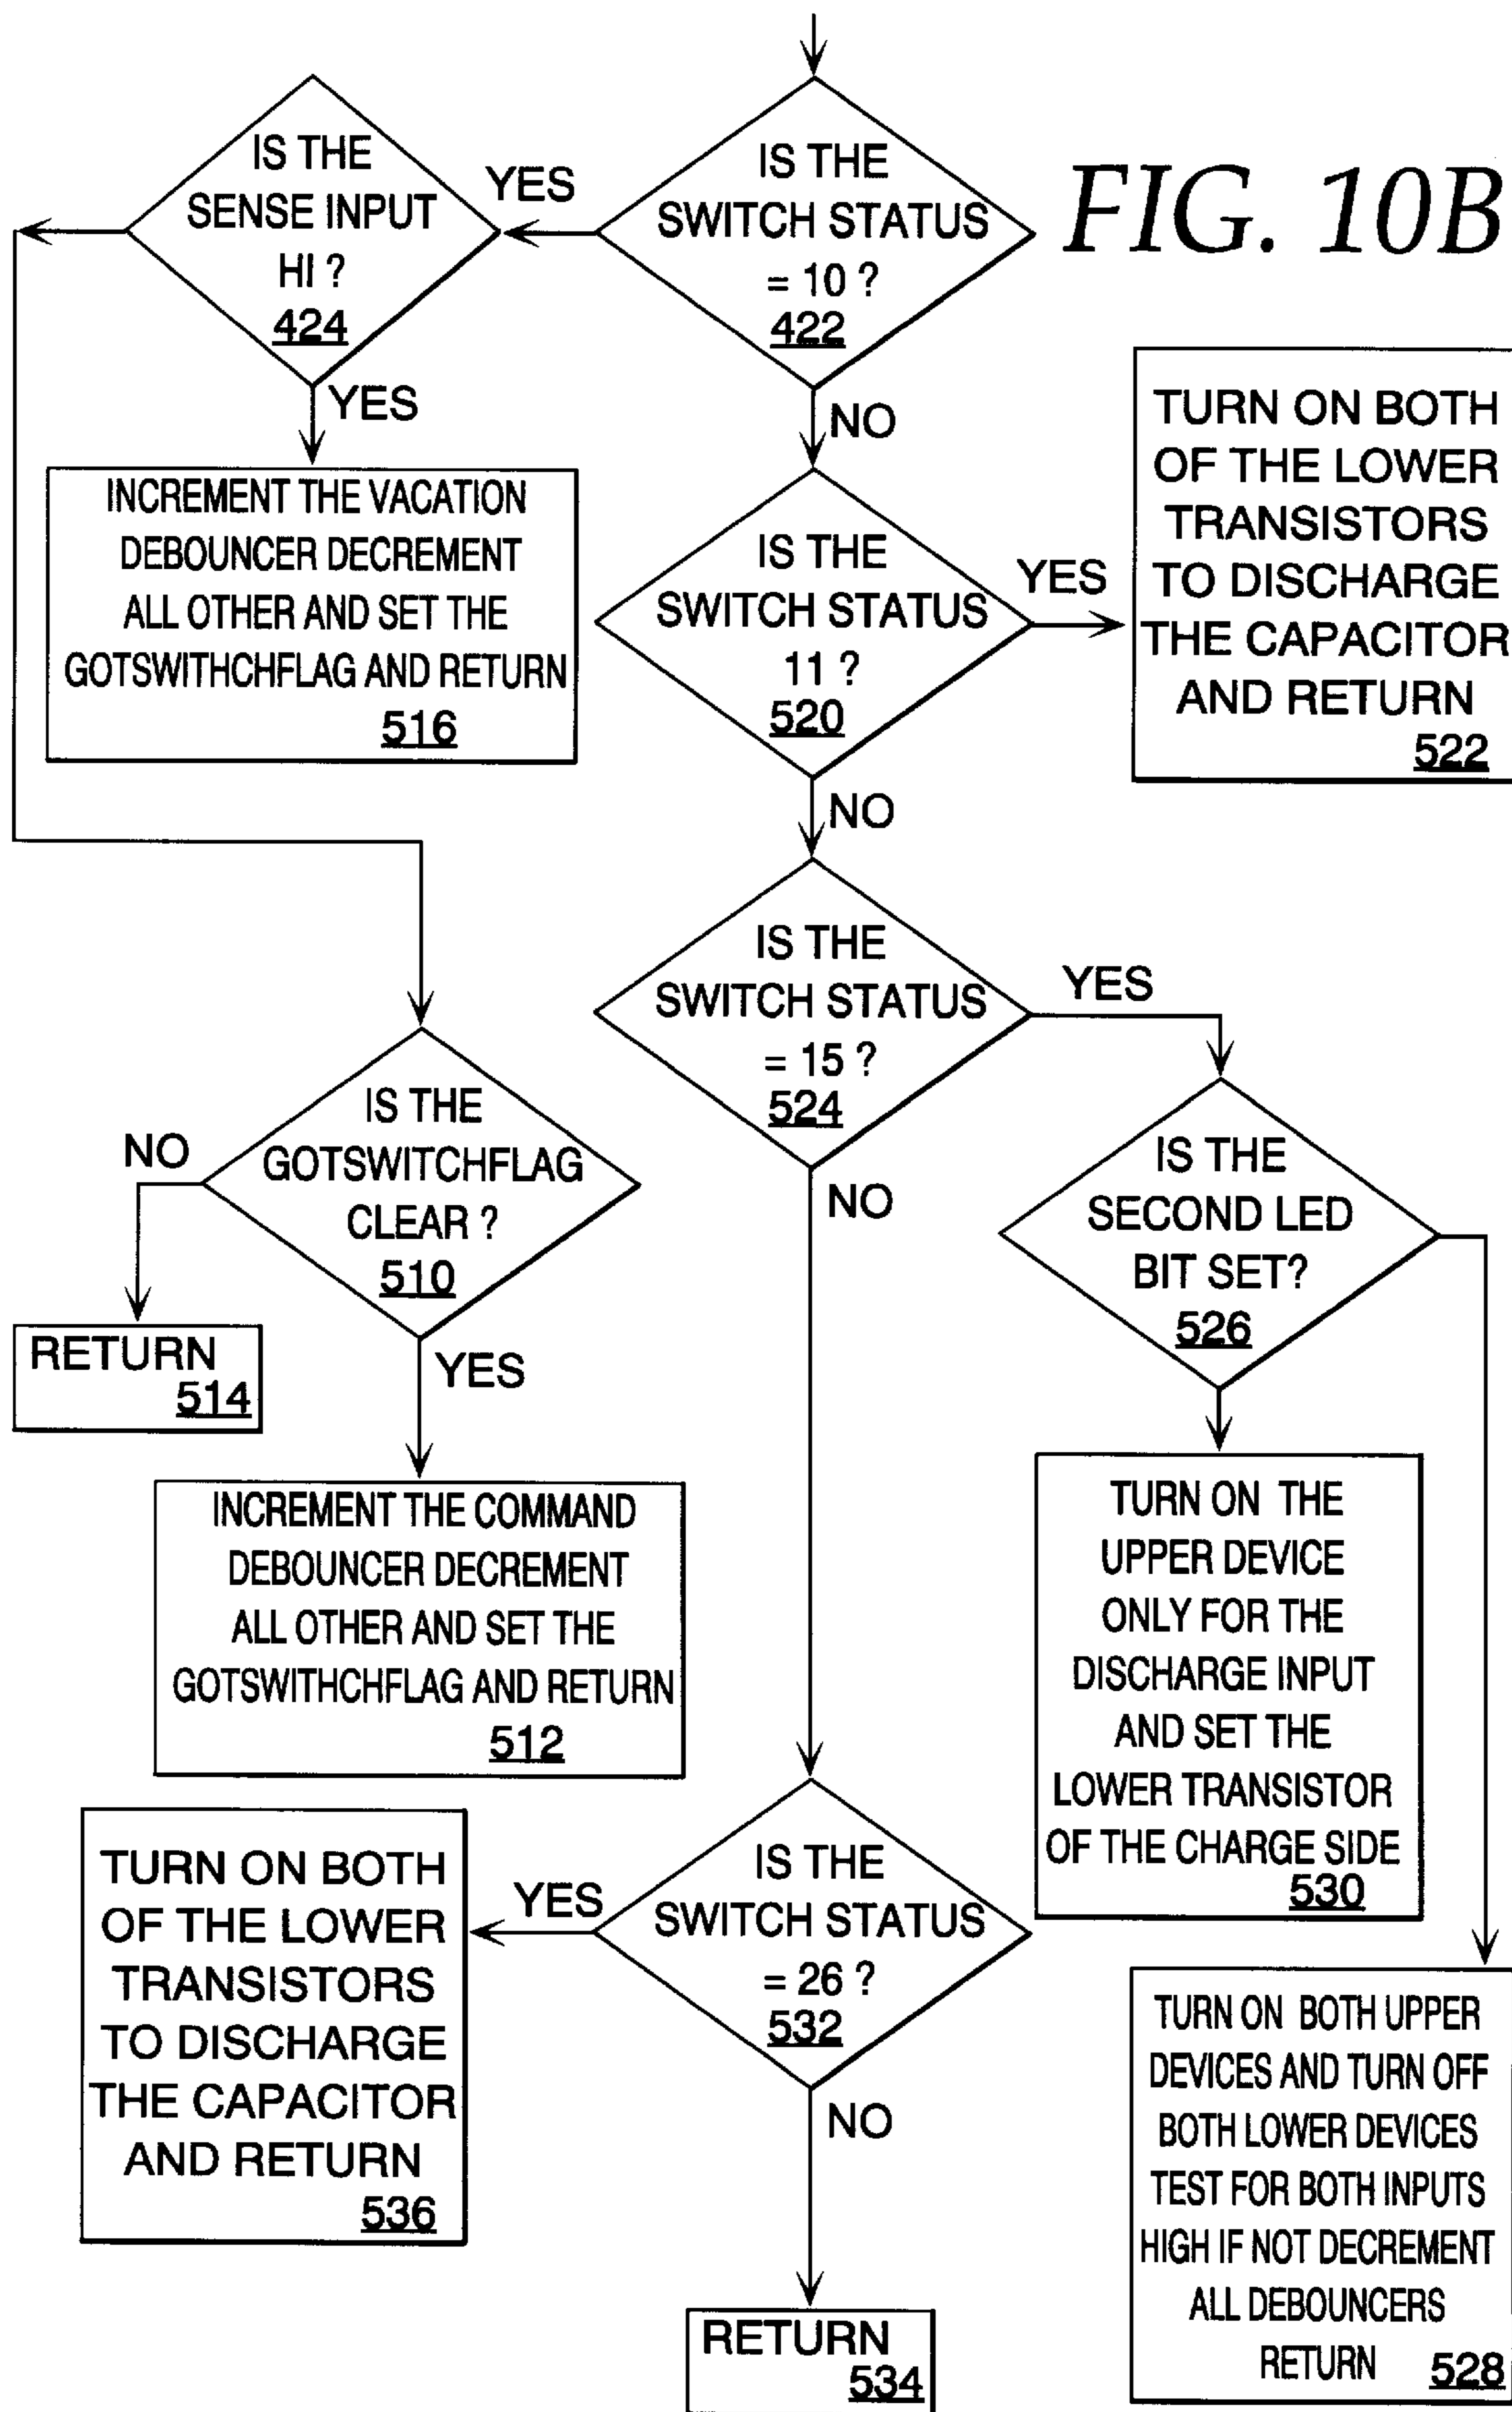 FIG. 10B
IS THE
SWITCH STATUS
= 10 ?
422
YES
NO
IS THE
SENSE INPUT
HI ?
424
YES
INCREMENT THE VACATION
DEBOUNCER DECREMENT
ALL OTHER AND SET THE
GOTSWITHCHFLAG AND RETURN
516
IS THE
SWITCH STATUS
11 ?
520
YES
NO
TURN ON BOTH
OF THE LOWER
TRANSISTORS
TO DISCHARGE
THE CAPACITOR
AND RETURN
522
IS THE
SWITCH STATUS
= 15 ?
524
YES
NO
IS THE
GOTSWITCHFLAG
CLEAR ?
510
NO
YES
RETURN
514
INCREMENT THE COMMAND
DEBOUNCER DECREMENT
ALL OTHER AND SET THE
GOTSWITHCHFLAG AND RETURN
512
IS THE
SECOND LED
BIT SET?
526
TURN ON THE
UPPER DEVICE
ONLY FOR THE
DISCHARGE INPUT
AND SET THE
LOWER TRANSISTOR
OF THE CHARGE SIDE
530
TURN ON BOTH UPPER
DEVICES AND TURN OFF
BOTH LOWER DEVICES
TEST FOR BOTH INPUTS
HIGH IF NOT DECREMENT
ALL DEBOUNCERS
RETURN 528
IS THE
SWITCH STATUS
= 26 ?
532
YES
NO
TURN ON BOTH
OF THE LOWER
TRANSISTORS
TO DISCHARGE
THE CAPACITOR
AND RETURN
536
RETURN
534